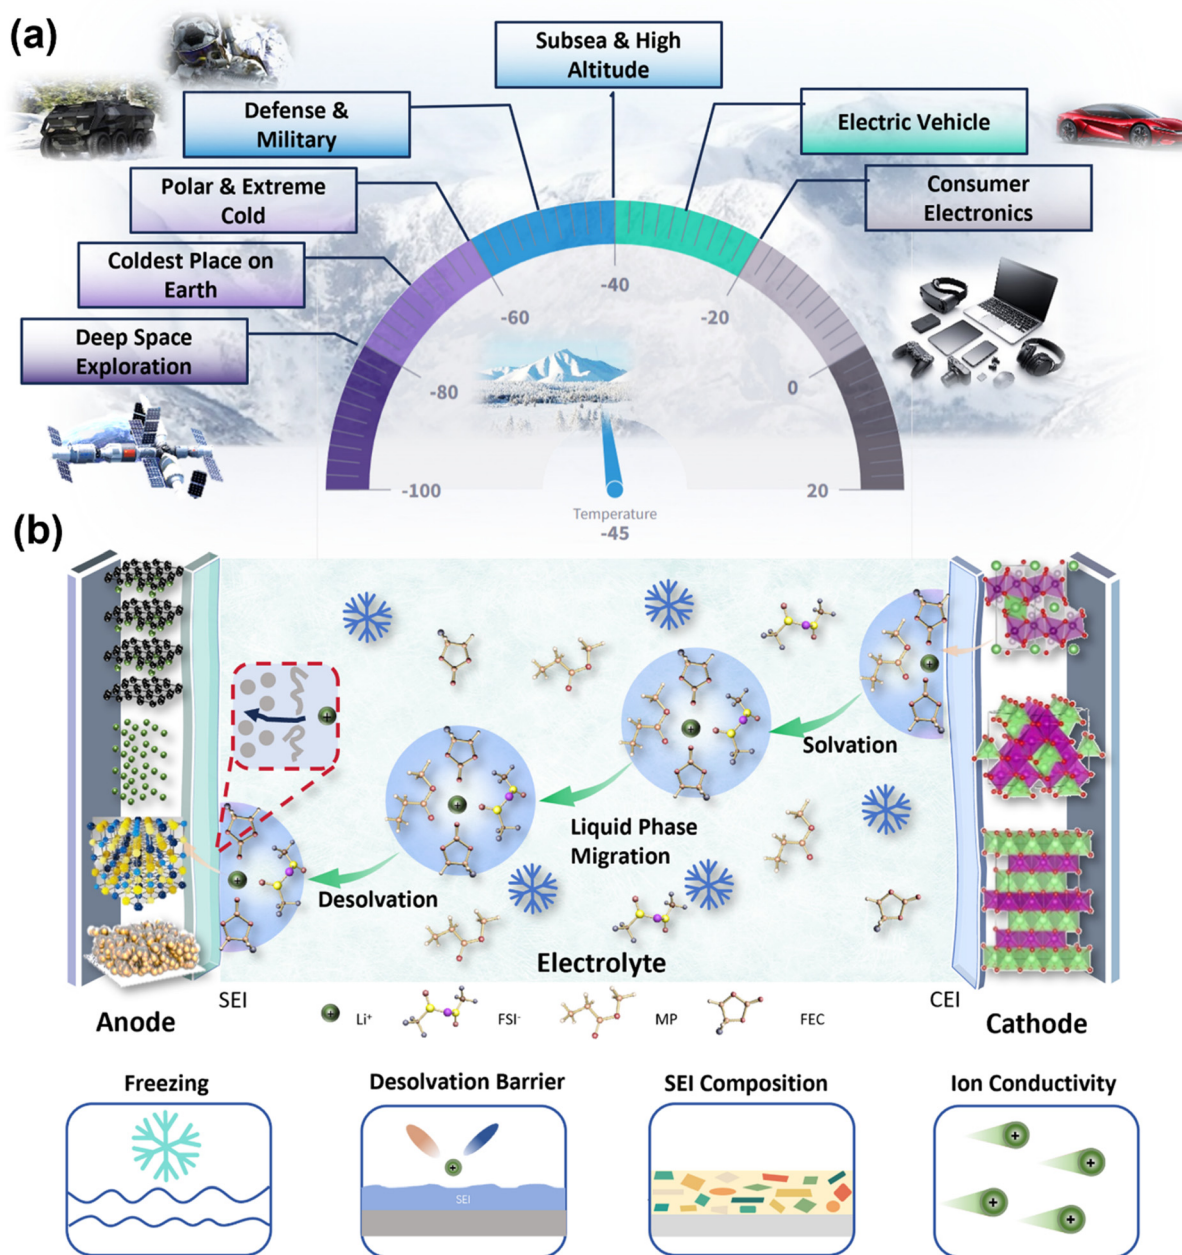 (a)
Subsea & High
Altitude
Defense &
Military
Electric Vehicle
Polar & Extreme
Cold
Consumer
Electronics
Coldest Place on
Earth
Deep Space
Exploration
-100
-80
-60
-40
-20
0
20
Temperature
-45
(b)
Solvation
Liquid Phase
Migration
Desolvation
Electrolyte
SEI
CEI
Anode
Cathode
Li⁺
FSI⁻
MP
FEC
Freezing
Desolvation Barrier
SEI Composition
Ion Conductivity
SEI